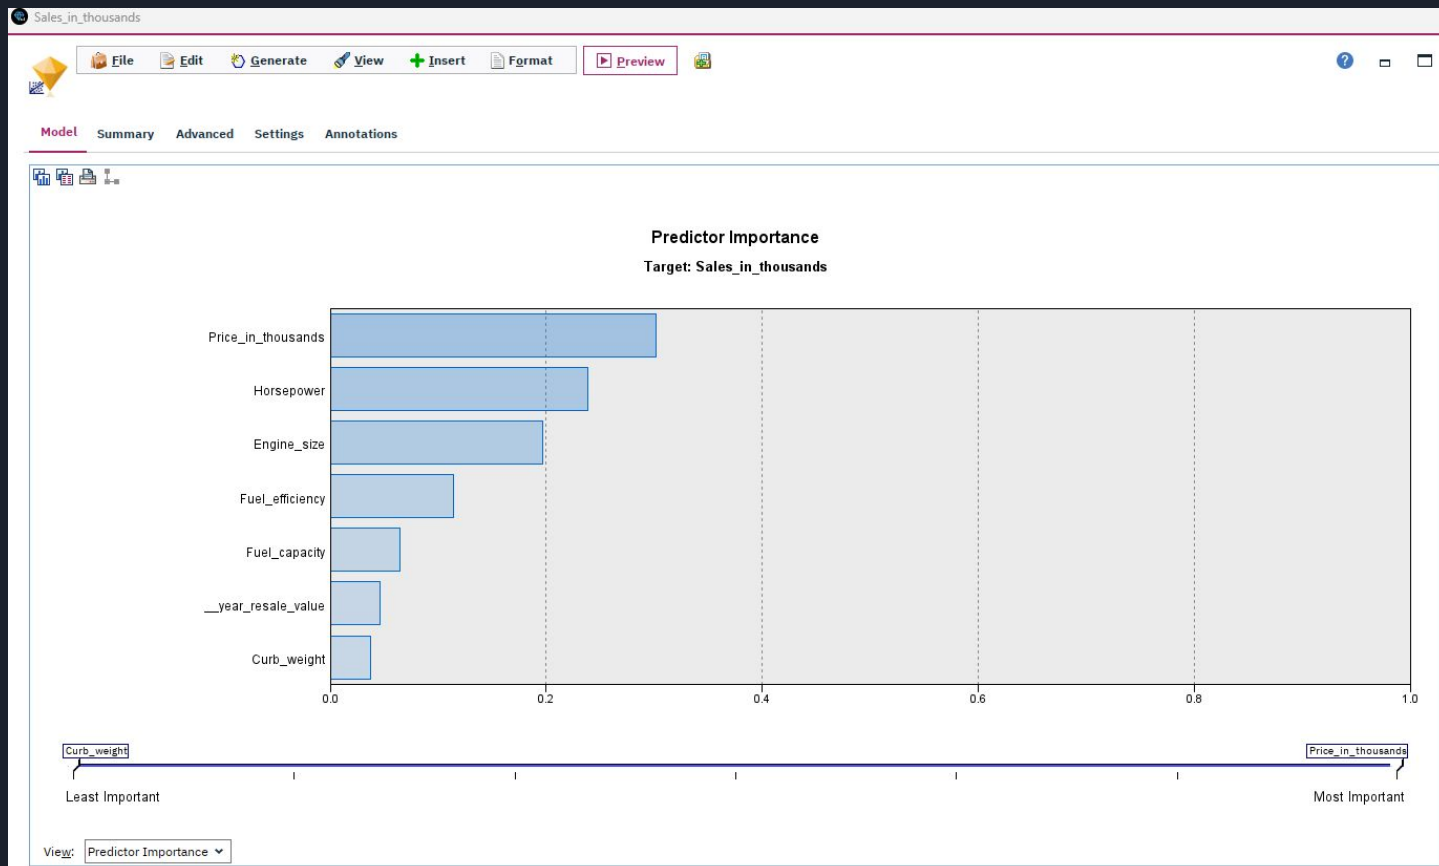 Sales_in_thousands
File Edit Generate View Insert Format Preview
Model Summary Advanced Settings Annotations
Predictor Importance
Target: Sales_in_thousands
Price_in_thousands
Horsepower
Engine_size
Fuel_efficiency
Fuel_capacity
__year_resale_value
Curb_weight
0.0 0.2 0.4 0.6 0.8 1.0
Curb_weight Price_in_thousands
Least Important Most Important
View: Predictor Importance